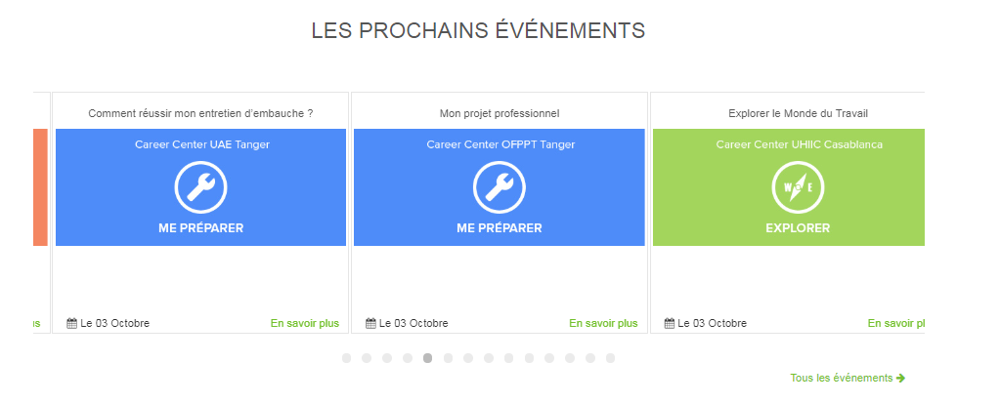 LES PROCHAINS ÉVÉNEMENTS
Comment réussir mon entretien d'embauche ?
Career Center UAE Tanger
ME PRÉPARER
Le 03 Octobre
En savoir plus
Mon projet professionnel
Career Center OFPPT Tanger
ME PRÉPARER
Le 03 Octobre
En savoir plus
Explorer le Monde du Travail
Career Center UHIIC Casablanca
W E
EXPLORER
Le 03 Octobre
En savoir pl
us
Tous les événements